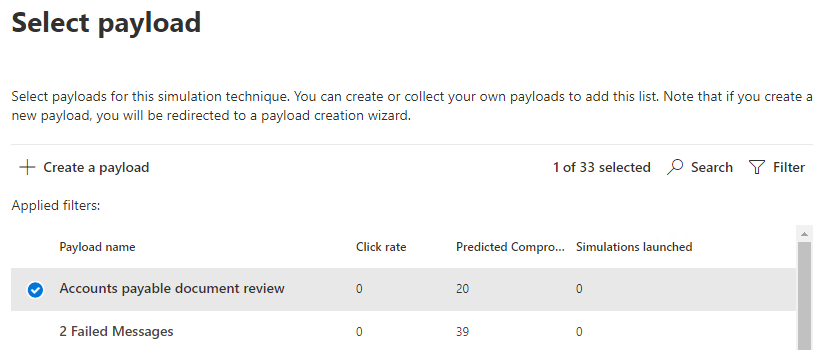 Select payload
Select payloads for this simulation technique. You can create or collect your own payloads to add this list. Note that if you create a
new payload, you will be redirected to a payload creation wizard.
Create a payload 1 of 33 selected Search Filter
Applied filters:
Payload name Click rate Predicted Compro... Simulations launched
Accounts payable document review 0 20 0
2 Failed Messages 0 39 0